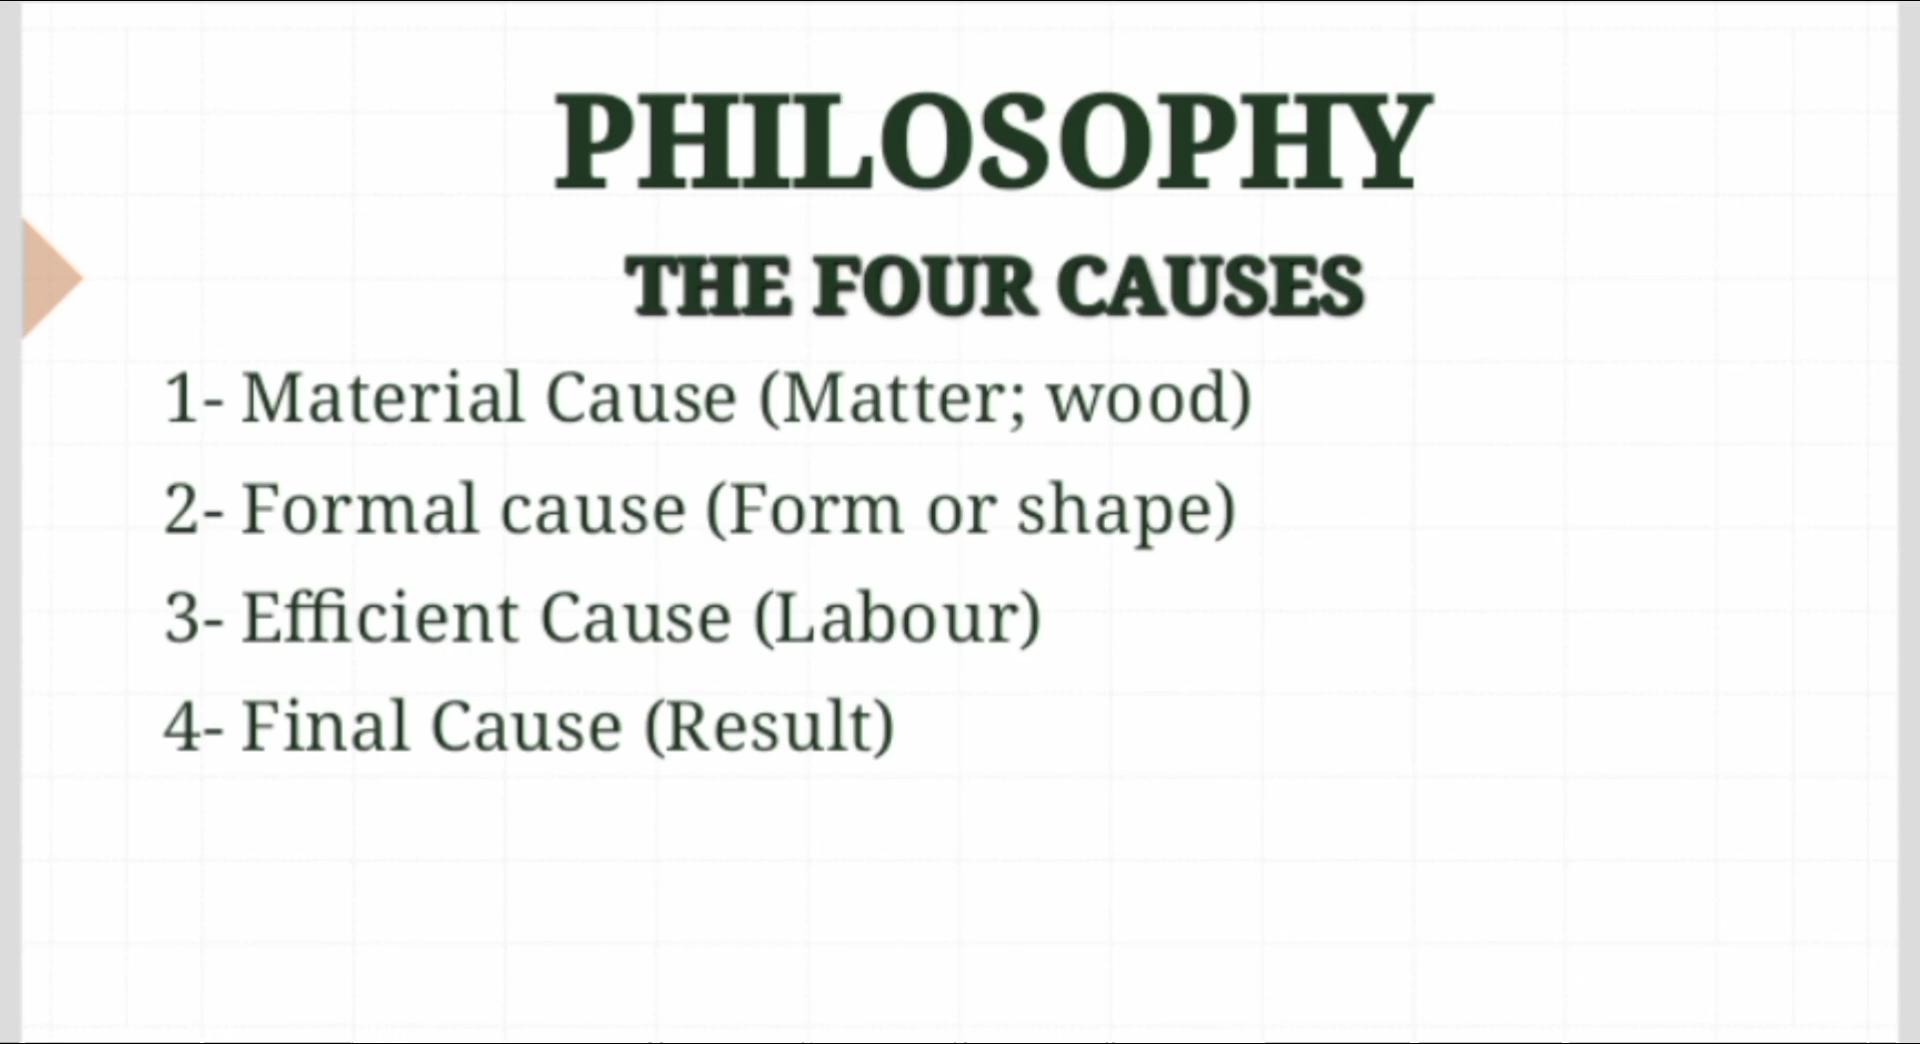 PHILOSOPHY
THE FOUR CAUSES
1- Material Cause (Matter; wood)
2- Formal cause (Form or shape)
3- Efficient Cause (Labour)
4- Final Cause (Result)